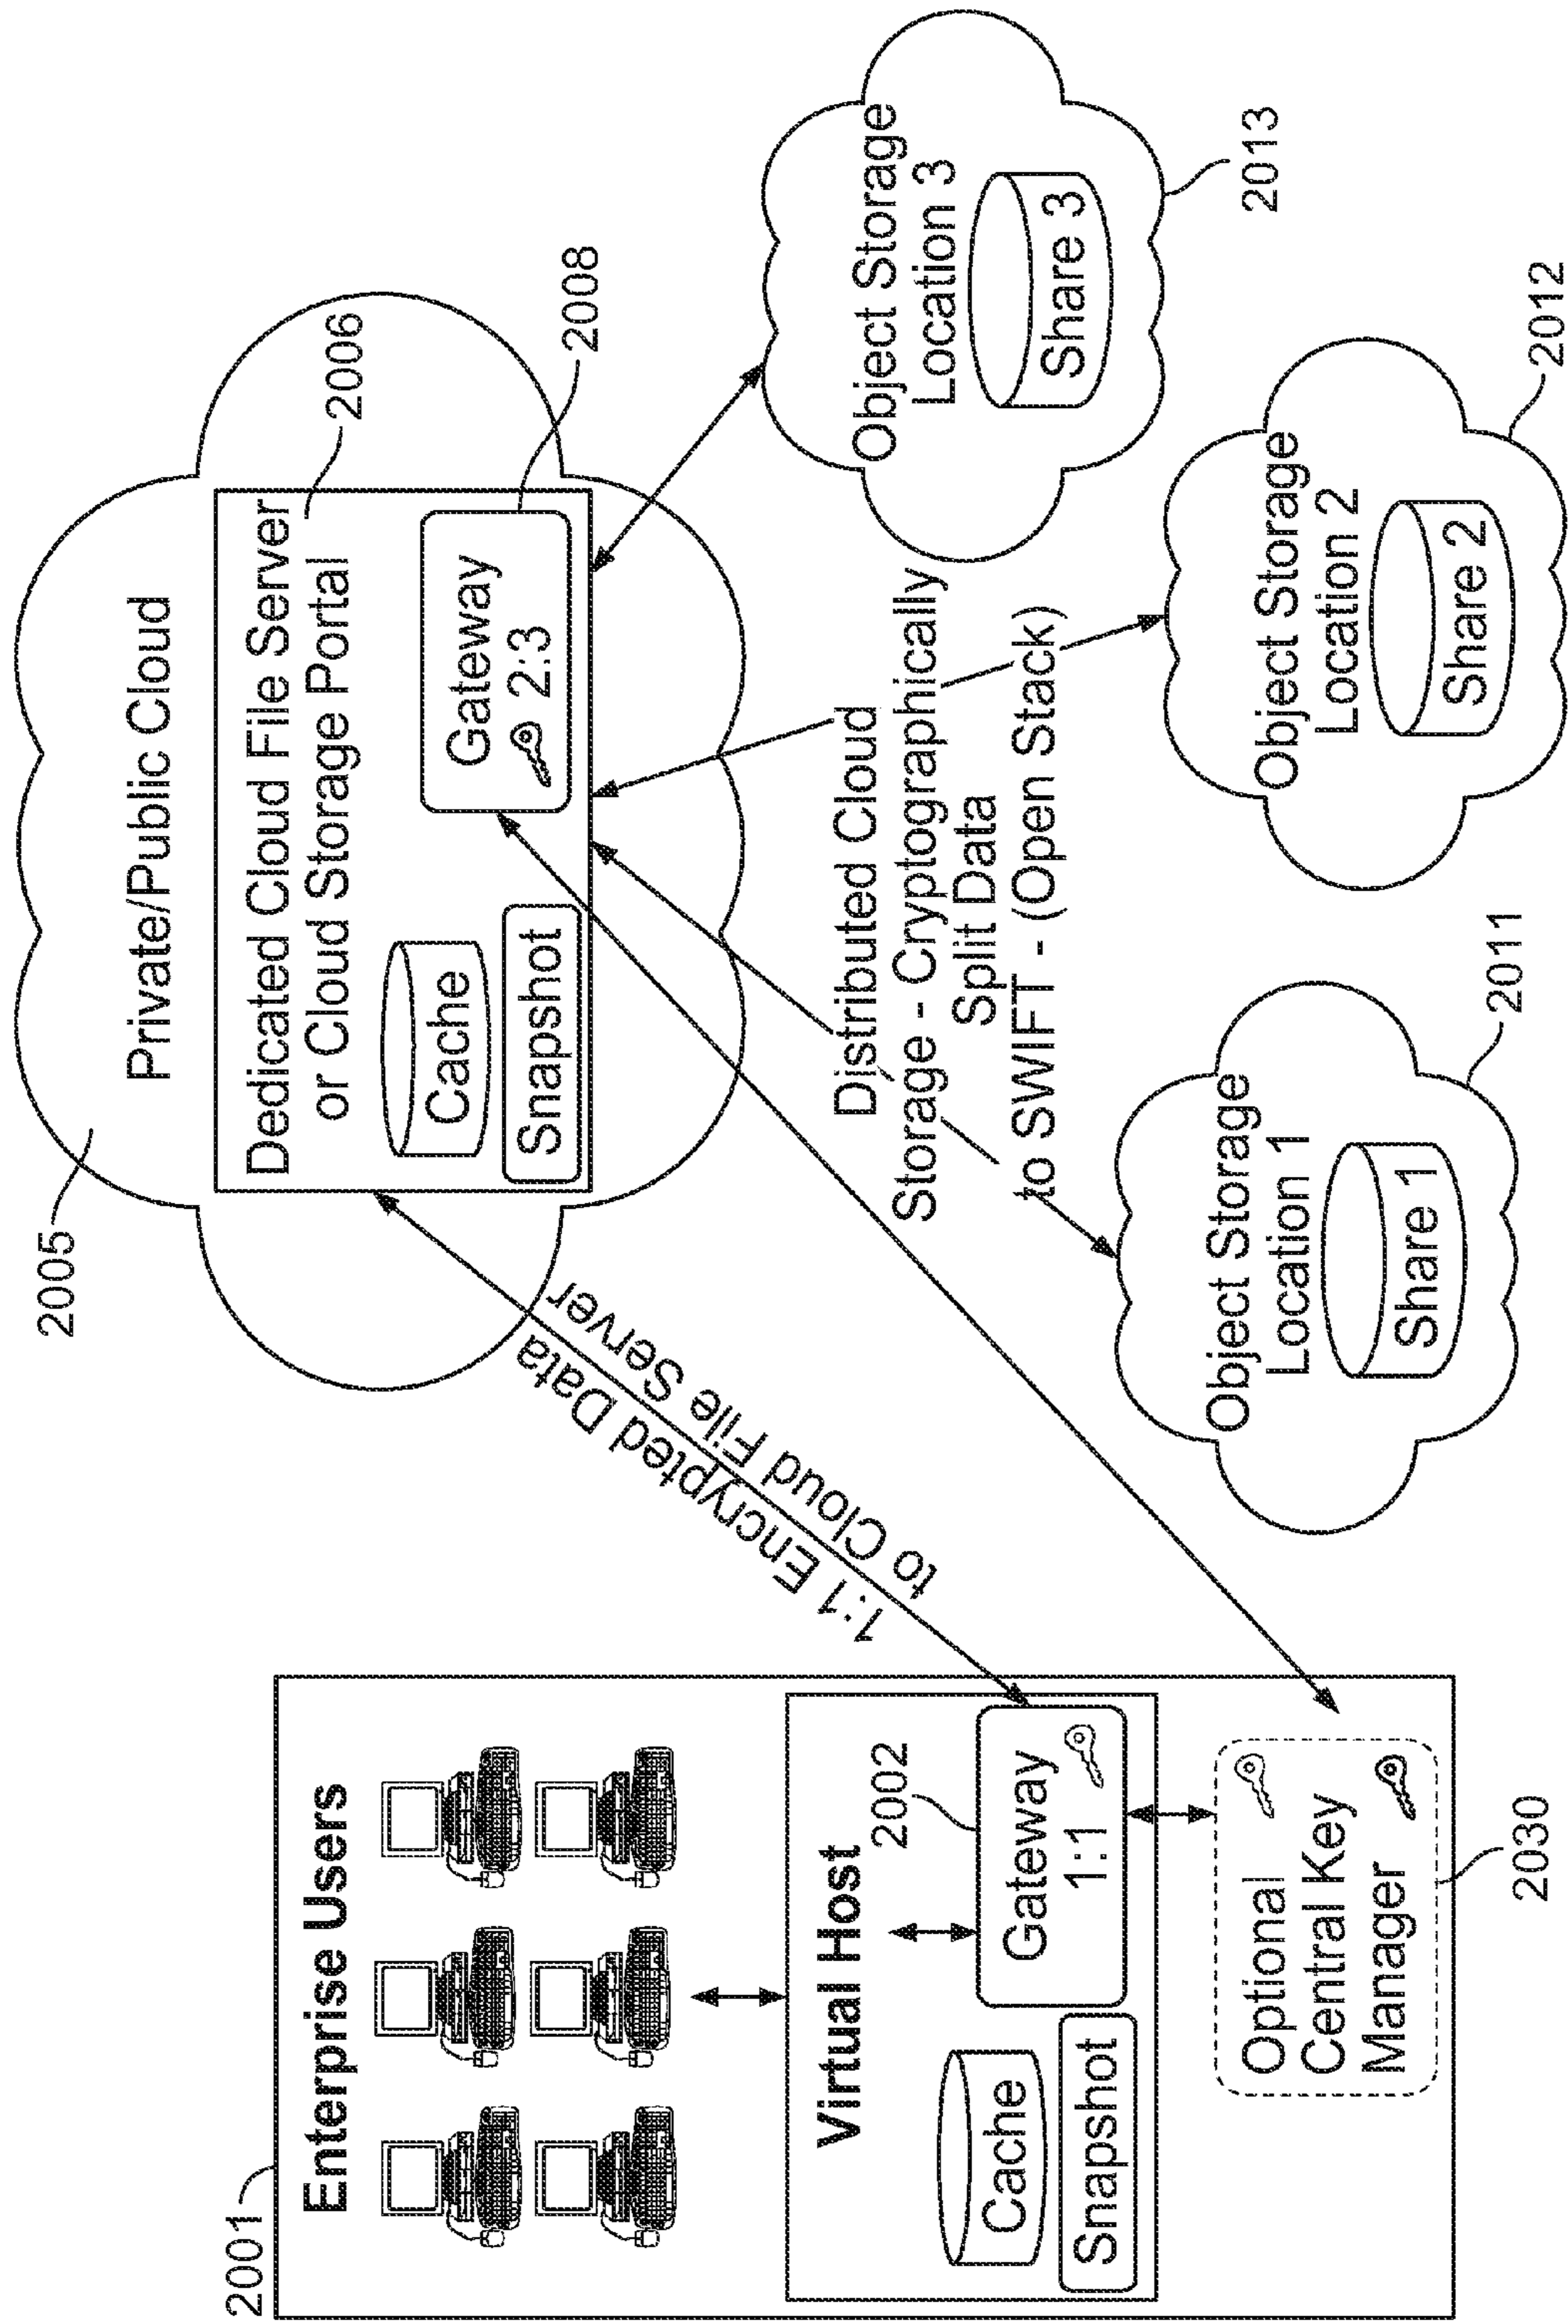 2001
Enterprise Users
Virtual Host
2002
Cache
Snapshot
Gateway
1:1
Optional
Central Key
Manager
2030
1:1 Encrypted Data
to Cloud File Server
2005
Private/Public Cloud
Dedicated Cloud File Server
or Cloud Storage Portal
2006
Cache
Snapshot
Gateway
2:3
2008
Distributed Cloud
Storage - Cryptographically
Split Data
to SWIFT - (Open Stack)
Object Storage
Location 1
Share 1
2011
Object Storage
Location 2
Share 2
2012
Object Storage
Location 3
Share 3
2013